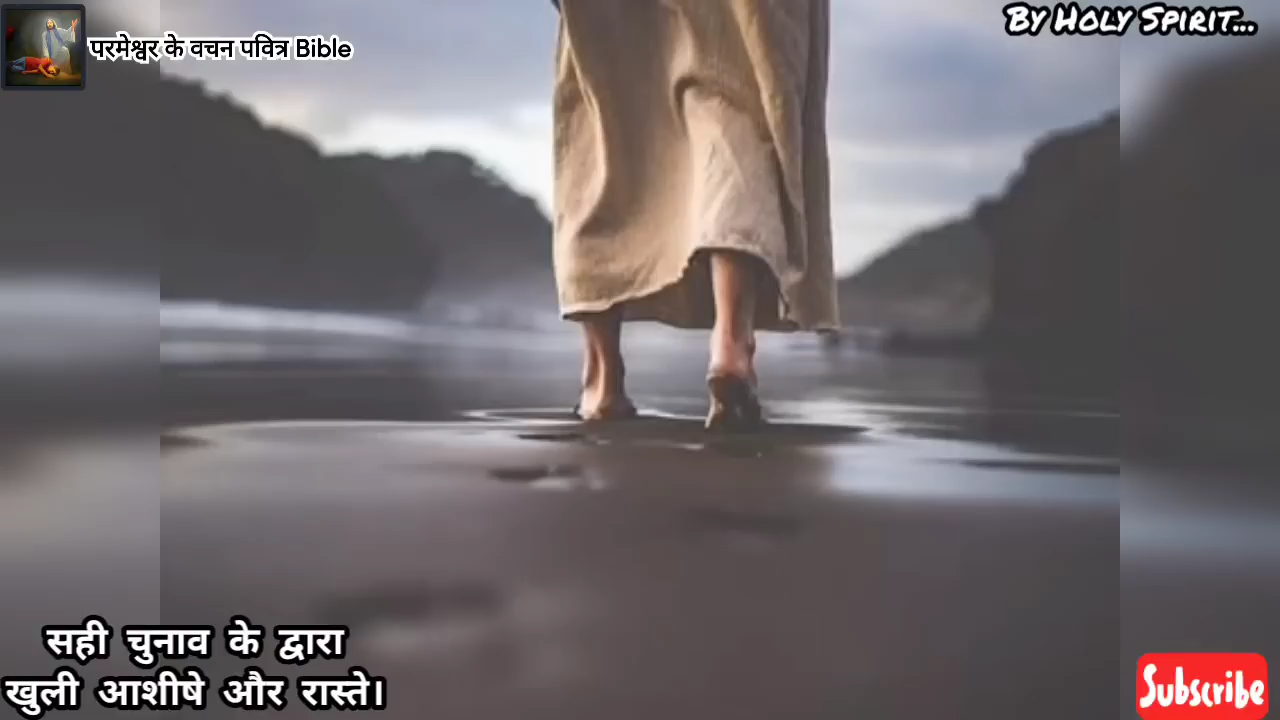 By Holy Spirit...
परमेश्वर के वचन पवित्र Bible
सही चुनाव के द्वारा
खुली आशीषे और रास्ते।
Subscribe